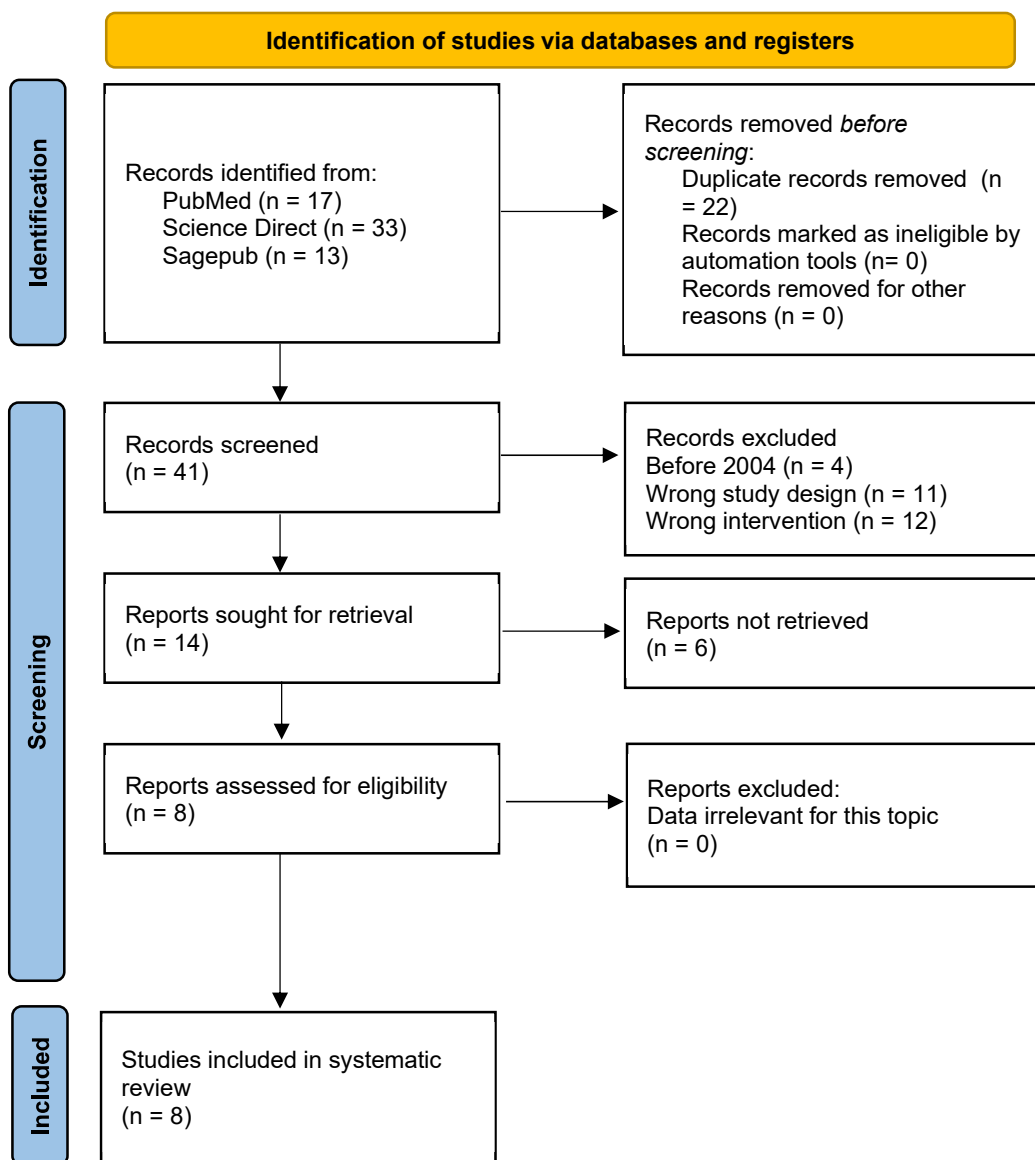 Identification of studies via databases and registers
Identification
Records identified from:
PubMed (n = 17)
Science Direct (n = 33)
Sagepub (n = 13)
Records removed before
screening:
Duplicate records removed (n
= 22)
Records marked as ineligible by
automation tools (n= 0)
Records removed for other
reasons (n = 0)
Screening
Records screened
(n = 41)
Records excluded
Before 2004 (n = 4)
Wrong study design (n = 11)
Wrong intervention (n = 12)
Reports sought for retrieval
(n = 14)
Reports not retrieved
(n = 6)
Reports assessed for eligibility
(n = 8)
Reports excluded:
Data irrelevant for this topic
(n = 0)
Included
Studies included in systematic
review
(n = 8)